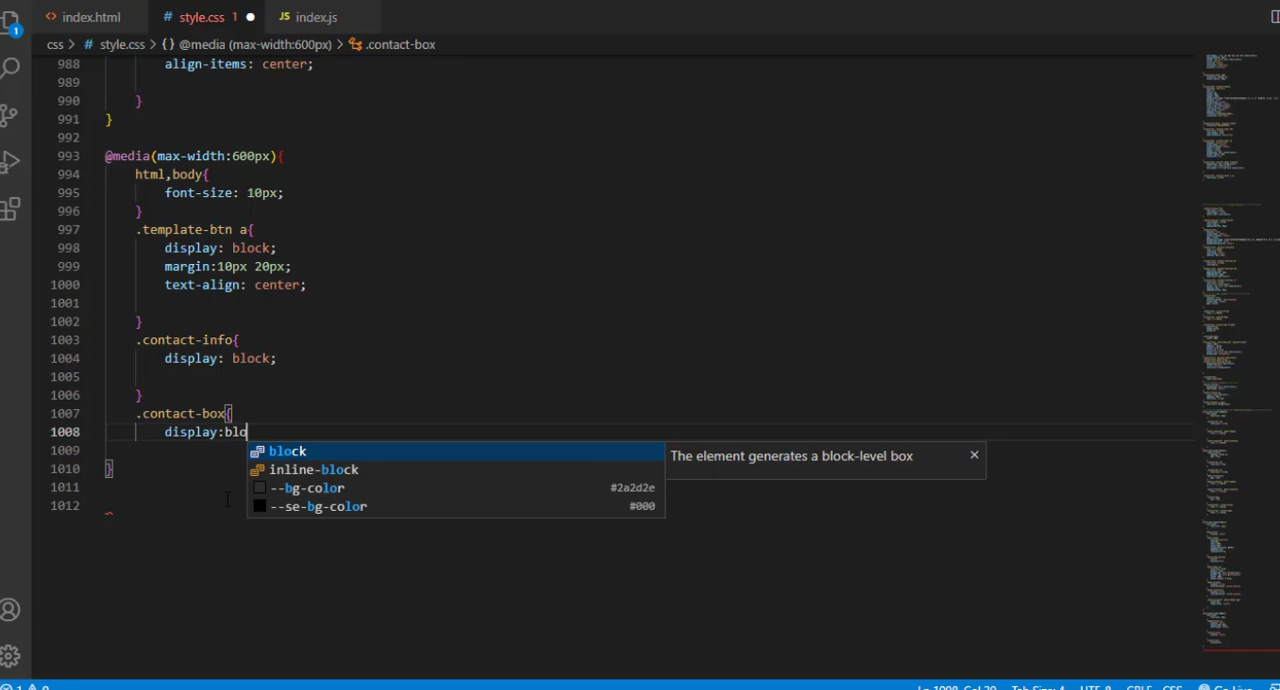 1
index.html
# style.css 1
JS index.js
css > # style.css > {} @media (max-width:600px) > .contact-box
988 align-items: center;
989
990 }
991 }
992
993 @media(max-width:600px){
994 html,body{
995 font-size: 10px;
996 }
997 .template-btn a{
998 display: block;
999 margin:10px 20px;
1000 text-align: center;
1001
1002 }
1003 .contact-info{
1004 display: block;
1005
1006 }
1007 .contact-box{
1008 display:blo
block
The element generates a block-level box
1009
inline-block
1010 }
--bg-color #2a2d2e
1011
--se-bg-color #000
1012